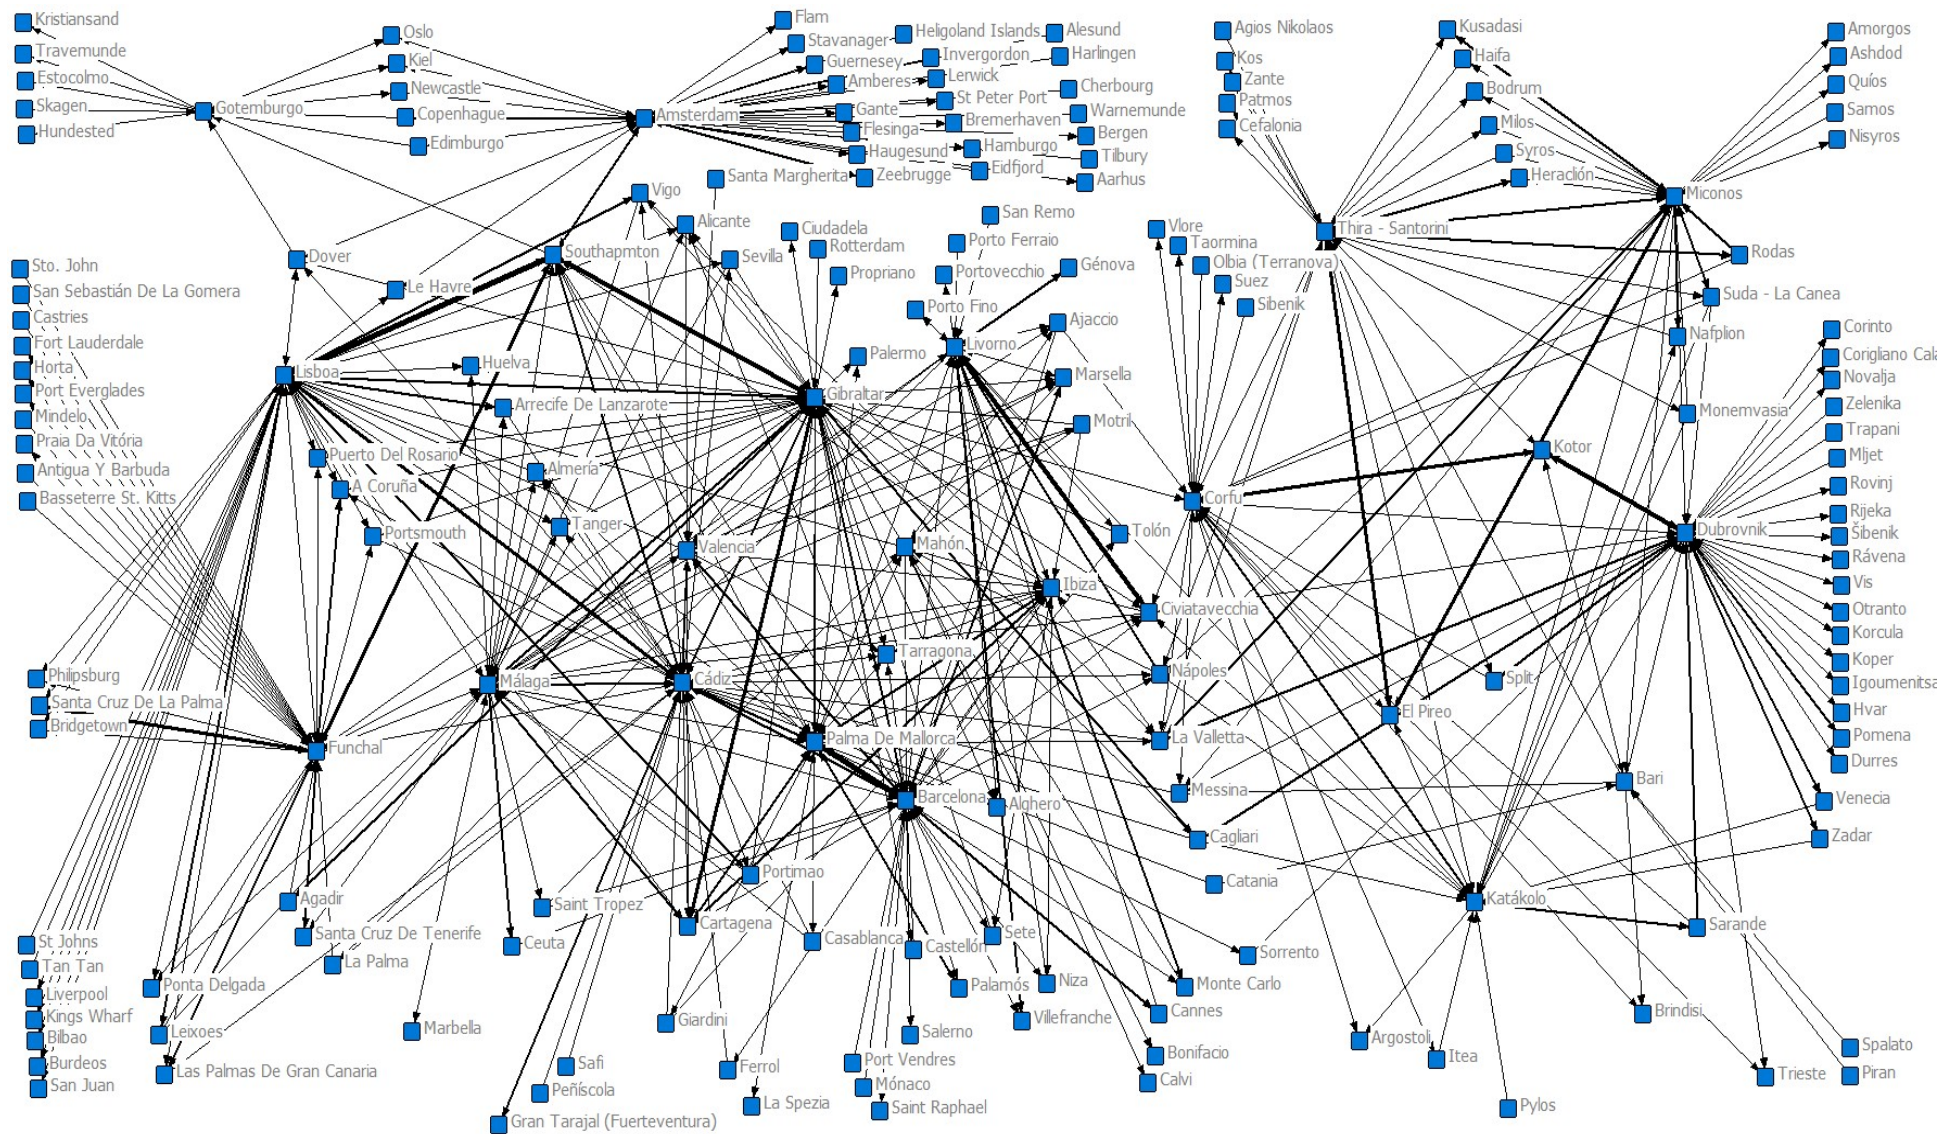 Kristiansand
Travemunde
Estocolmo
Skagen
Hundested
Gotemburgo
Oslo
Kiel
Newcastle
Copenhague
Edimburgo
Amsterdam
Flam
Stavanager
Guernesey
Amberes
Gante
Flesinga
Haugesund
Zeebrugge
Heligoland Islands
Invergordon
Lerwick
St Peter Port
Bremerhaven
Hamburgo
Eidfjord
Alesund
Harlingen
Cherbourg
Warnemunde
Bergen
Tilbury
Aarhus
Agios Nikolaos
Kos
Zante
Patmos
Cefalonia
Kusadasi
Haifa
Bodrum
Milos
Syros
Heraclión
Amorgos
Ashdod
Quíos
Samos
Nisyros
Miconos
Thira - Santorini
Rodas
Suda - La Canea
Nafplion
Monemvasia
Santa Margherita
Vigo
Alicante
Sevilla
Ciudadela
Rotterdam
Propriano
San Remo
Porto Ferraio
Portovecchio
Porto Fino
Génova
Vlore
Taormina
Olbia (Terranova)
Suez
Sibenik
Dover
Southapmton
Le Havre
Sto. John
San Sebastián De La Gomera
Castries
Fort Lauderdale
Horta
Port Everglades
Mindelo
Praia Da Vitória
Antigua Y Barbuda
Basseterre St. Kitts
Lisboa
Huelva
Arrecife De Lanzarote
Puerto Del Rosario
A Coruña
Portsmouth
Almería
Tanger
Valencia
Palermo
Gibraltar
Livorno
Ajaccio
Marsella
Motril
Mahón
Tolón
Ibiza
Civiatavecchia
Corfu
Kotor
Dubrovnik
Corinto
Corigliano Cala
Novalja
Zelenika
Trapani
Mljet
Rovinj
Rijeka
Šibenik
Rávena
Vis
Otranto
Korcula
Koper
Igoumenitsa
Hvar
Pomena
Durres
Venecia
Zadar
Philipsburg
Santa Cruz De La Palma
Bridgetown
Funchal
Málaga
Cádiz
Tarragona
Palma De Mallorca
Barcelona
Alghero
Nápoles
La Valletta
Messina
Cagliari
Catania
Split
El Pireo
Bari
Katákolo
Sarande
Agadir
Santa Cruz De Tenerife
La Palma
Saint Tropez
Ceuta
Portimao
Cartagena
Casablanca
Castellón
Sete
Palamós
Niza
Villefranche
Monte Carlo
Cannes
Sorrento
St Johns
Tan Tan
Liverpool
Kings Wharf
Bilbao
Burdeos
San Juan
Ponta Delgada
Leixoes
Las Palmas De Gran Canaria
Marbella
Safi
Peñíscola
Gran Tarajal (Fuerteventura)
Giardini
Ferrol
La Spezia
Salerno
Port Vendres
Mónaco
Saint Raphael
Bonifacio
Calvi
Argostoli
Itea
Pylos
Brindisi
Trieste
Spalato
Piran